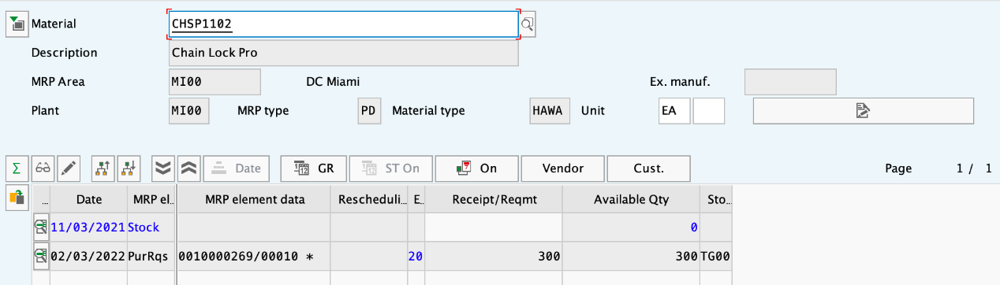 Material CHSP1102
Description Chain Lock Pro
MRP Area MI00 DC Miami Ex. manuf.
Plant MI00 MRP type PD Material type HAWA Unit EA
Σ Date GR ST On On Vendor Cust. Page 1 / 1
... Date MRP el... MRP element data Rescheduli... E... Receipt/Reqmt Available Qty Sto...
11/03/2021 Stock 0
02/03/2022 PurRqs 0010000269/00010 * 20 300 300 TG00